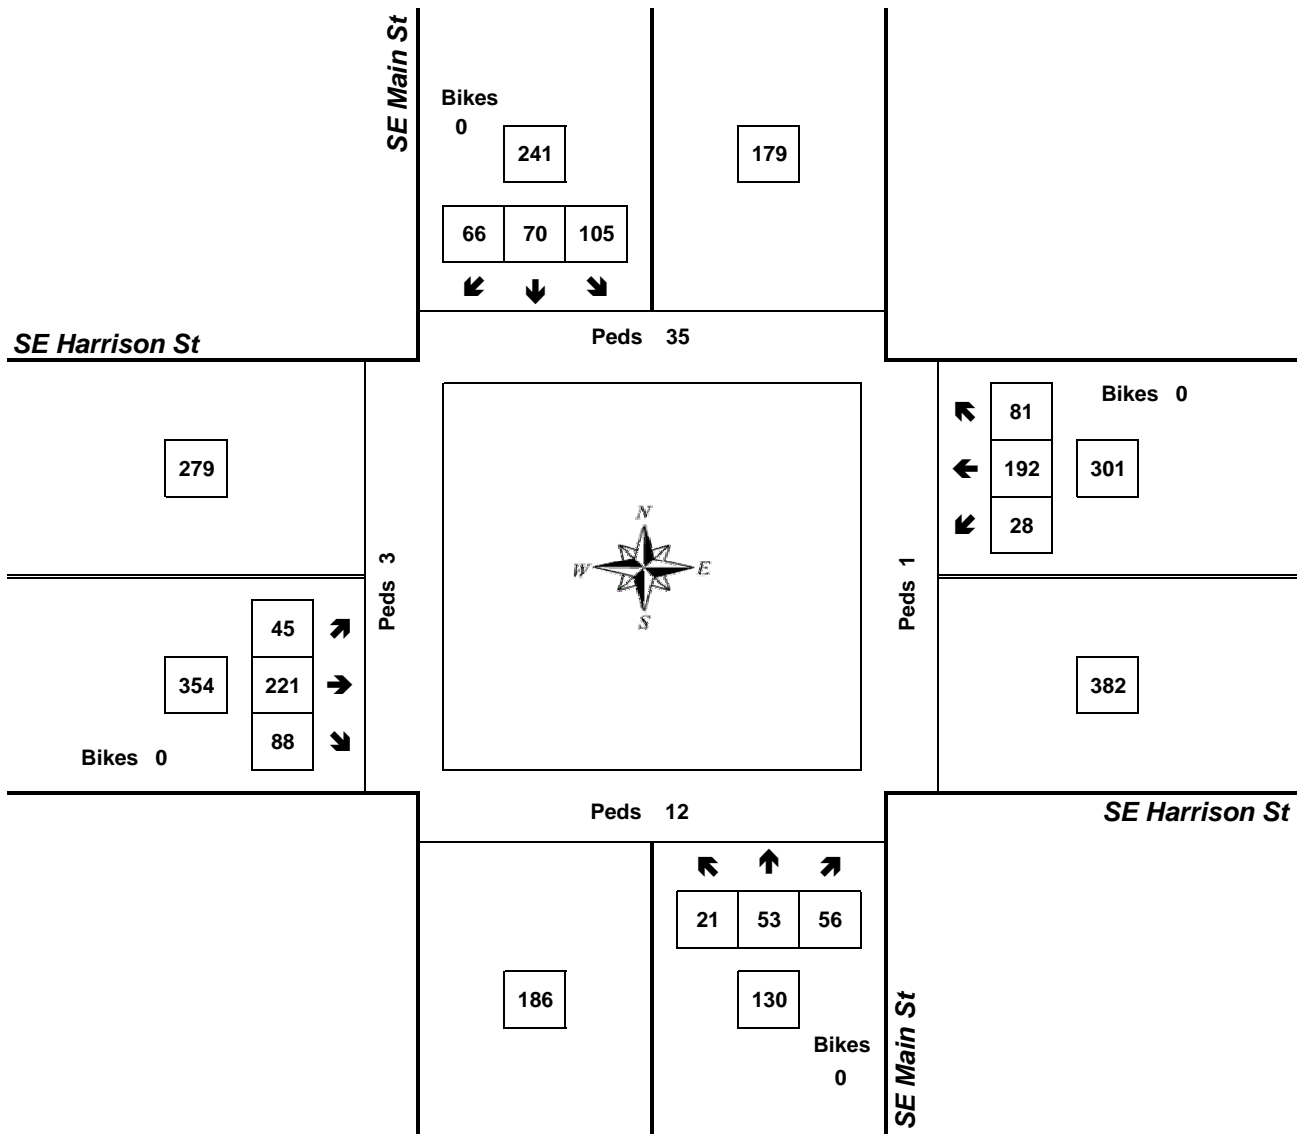 SE Main St
Bikes
0
241
179
66 70 105
Peds 35
SE Harrison St
81
Bikes 0
279
192
301
28
N
W E
S
Peds 3
Peds 1
45
354
221
382
88
Bikes 0
Peds 12
SE Harrison St
21 53 56
186
130
Bikes
0
SE Main St